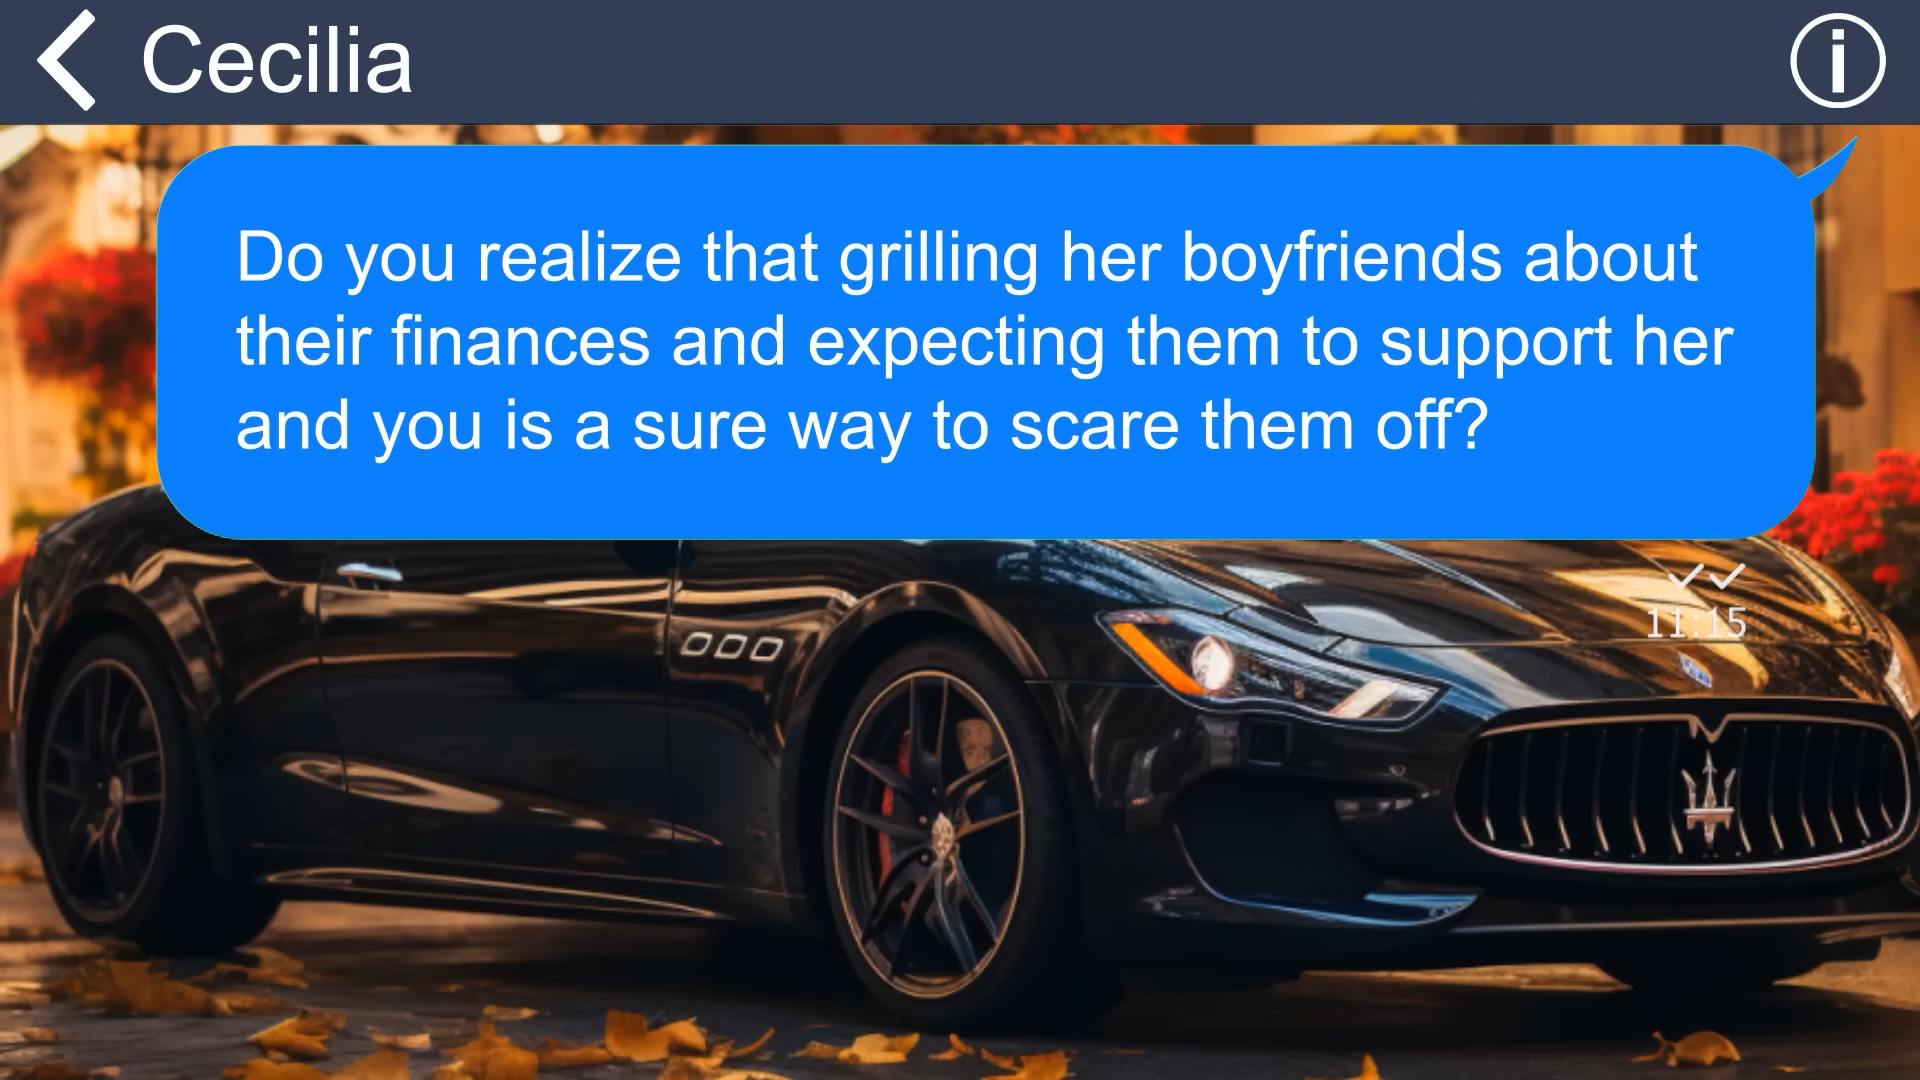 Cecilia
Do you realize that grilling her boyfriends about
their finances and expecting them to support her
and you is a sure way to scare them off?
11:15